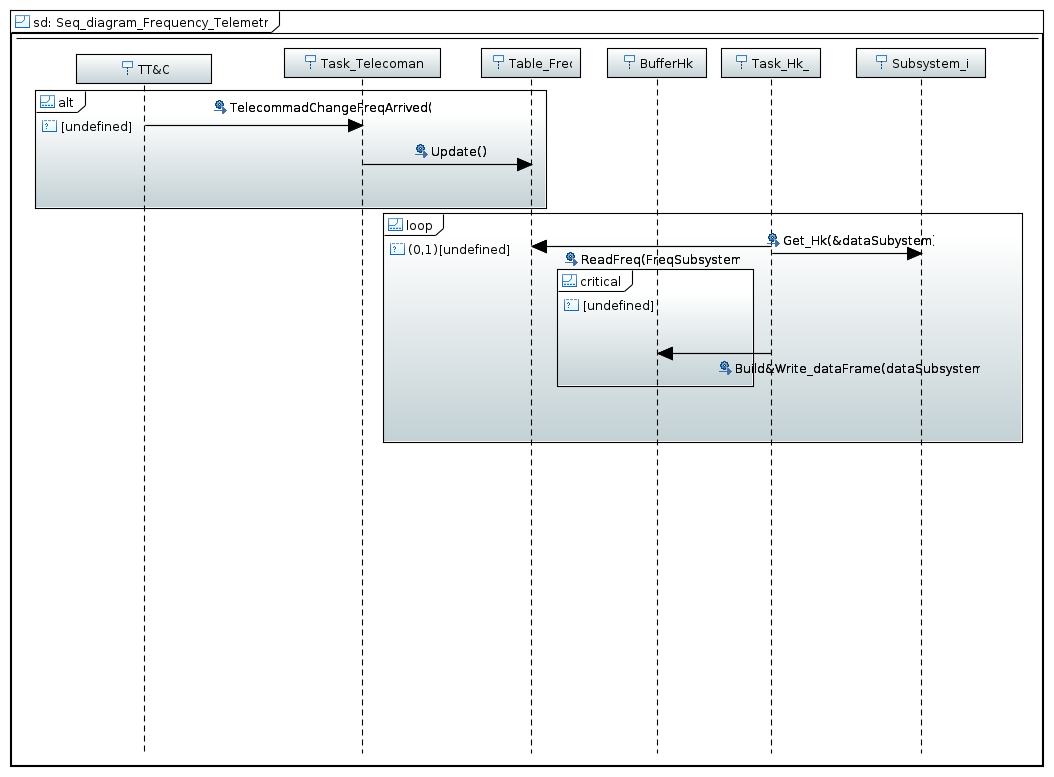 sd: Seq_diagram_Frequency_Telemetr
TT&C
Task_Telecoman
Table_Frec
BufferHk
Task_Hk_
Subsystem_i
alt
TelecommadChangeFreqArrived(
[undefined]
Update()
loop
Get_Hk(&dataSubystem)
(0,1)[undefined]
ReadFreq(FreqSubsystem
critical
[undefined]
Build&Write_dataFrame(dataSubsystem